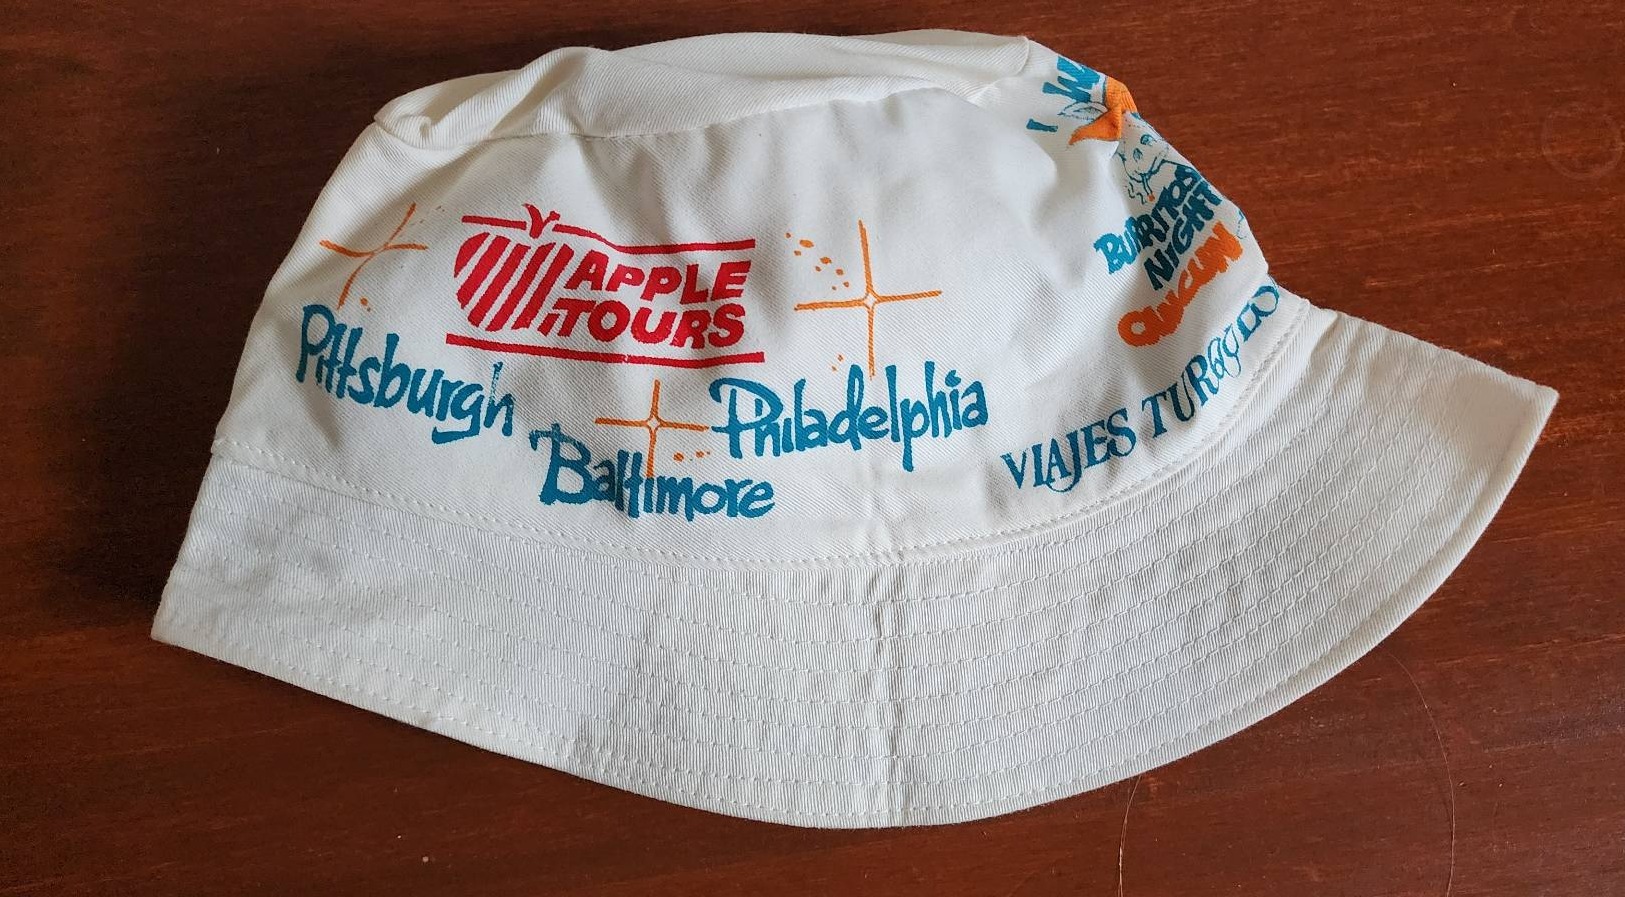 APPLE
TOURS
Pittsburgh
Baltimore
Philadelphia
I
BURRITOS
NIGHT
CANCUN
VIAJES